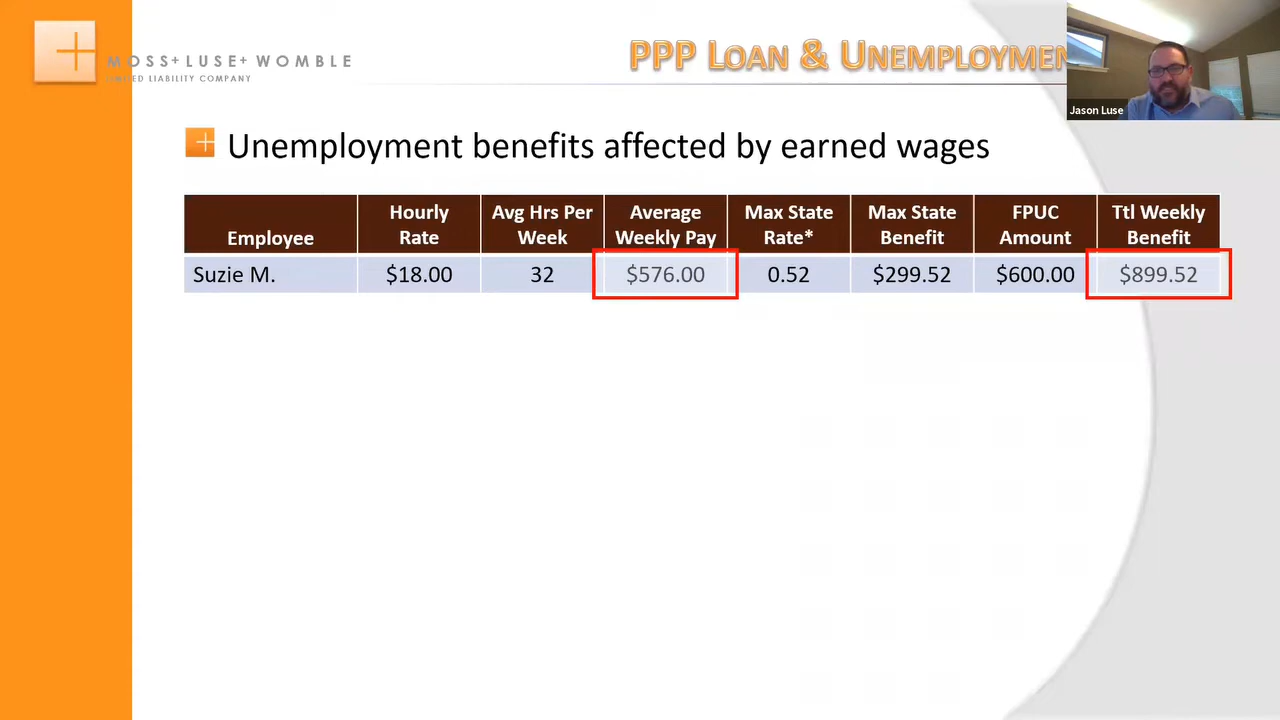 MOSS+LUSE+WOMBLE
LIMITED LIABILITY COMPANY
PPP LOAN & UNEMPLOYMEN
Jason Luse
Unemployment benefits affected by earned wages
Employee Hourly Rate Avg Hrs Per Week Average Weekly Pay Max State Rate* Max State Benefit FPUC Amount Ttl Weekly Benefit
Suzie M. $18.00 32 $576.00 0.52 $299.52 $600.00 $899.52